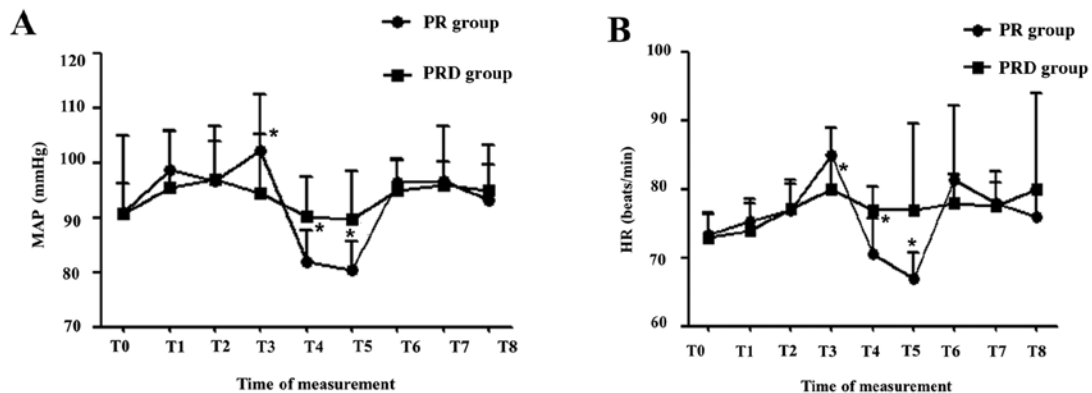 A
PR group
PRD group
120
110
100
90
80
70
MAP (mmHg)
*
*
*
T0 T1 T2 T3 T4 T5 T6 T7 T8
Time of measurement
B
PR group
PRD group
100
90
80
70
60
HR (beats/min)
*
*
*
T0 T1 T2 T3 T4 T5 T6 T7 T8
Time of measurement